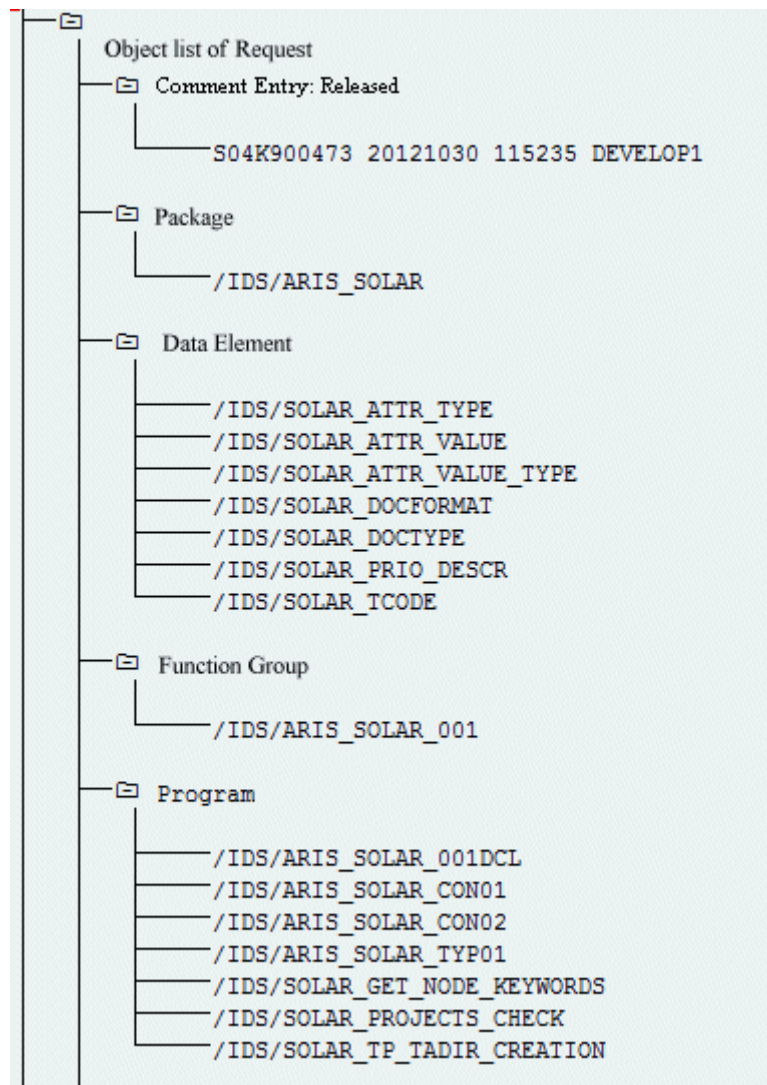 Object list of Request
Comment Entry: Released
S04K900473 20121030 115235 DEVELOP1
Package
/IDS/ARIS_SOLAR
Data Element
/IDS/SOLAR_ATTR_TYPE
/IDS/SOLAR_ATTR_VALUE
/IDS/SOLAR_ATTR_VALUE_TYPE
/IDS/SOLAR_DOCFORMAT
/IDS/SOLAR_DOCTYPE
/IDS/SOLAR_PRIO_DESCR
/IDS/SOLAR_TCODE
Function Group
/IDS/ARIS_SOLAR_001
Program
/IDS/ARIS_SOLAR_001DCL
/IDS/ARIS_SOLAR_CON01
/IDS/ARIS_SOLAR_CON02
/IDS/ARIS_SOLAR_TYP01
/IDS/SOLAR_GET_NODE_KEYWORDS
/IDS/SOLAR_PROJECTS_CHECK
/IDS/SOLAR_TP_TADIR_CREATION